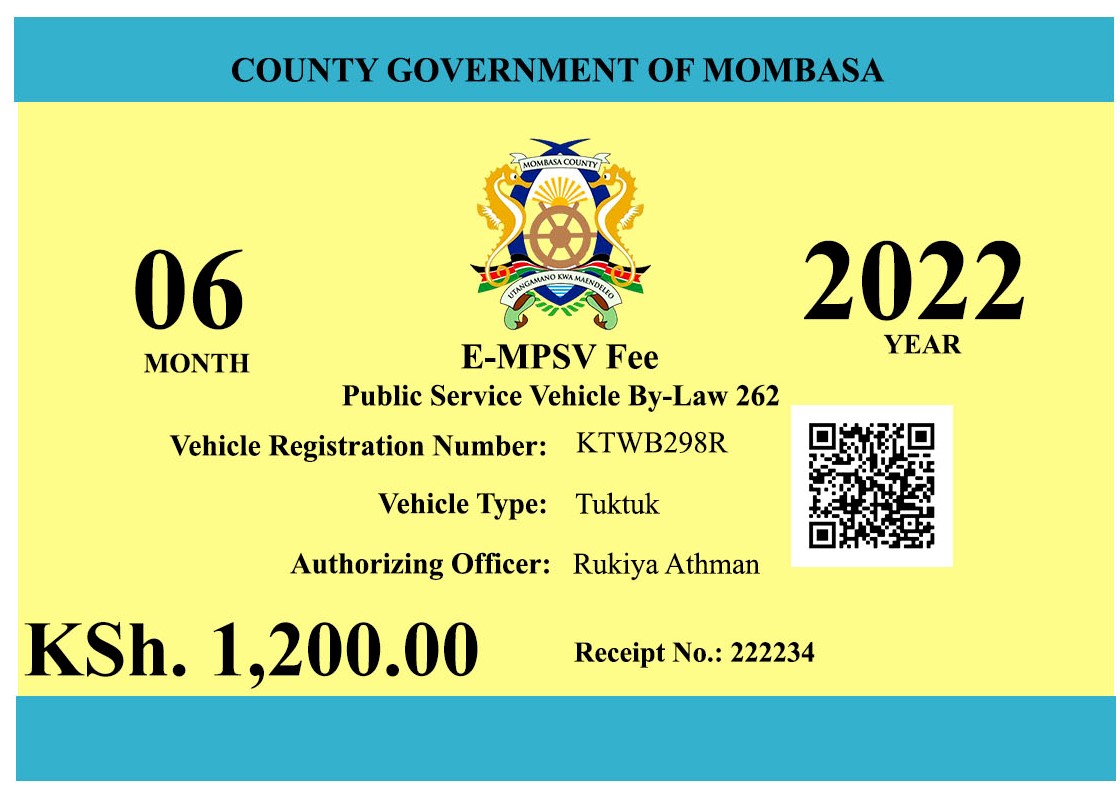 COUNTY GOVERNMENT OF MOMBASA
MOMBASA COUNTY
UTANGAMANO KWA MAENDELEO
06
MONTH
2022
YEAR
E-MPSV Fee
Public Service Vehicle By-Law 262
Vehicle Registration Number: KTWB298R
Vehicle Type: Tuktuk
Authorizing Officer: Rukiya Athman
KSh. 1,200.00
Receipt No.: 222234